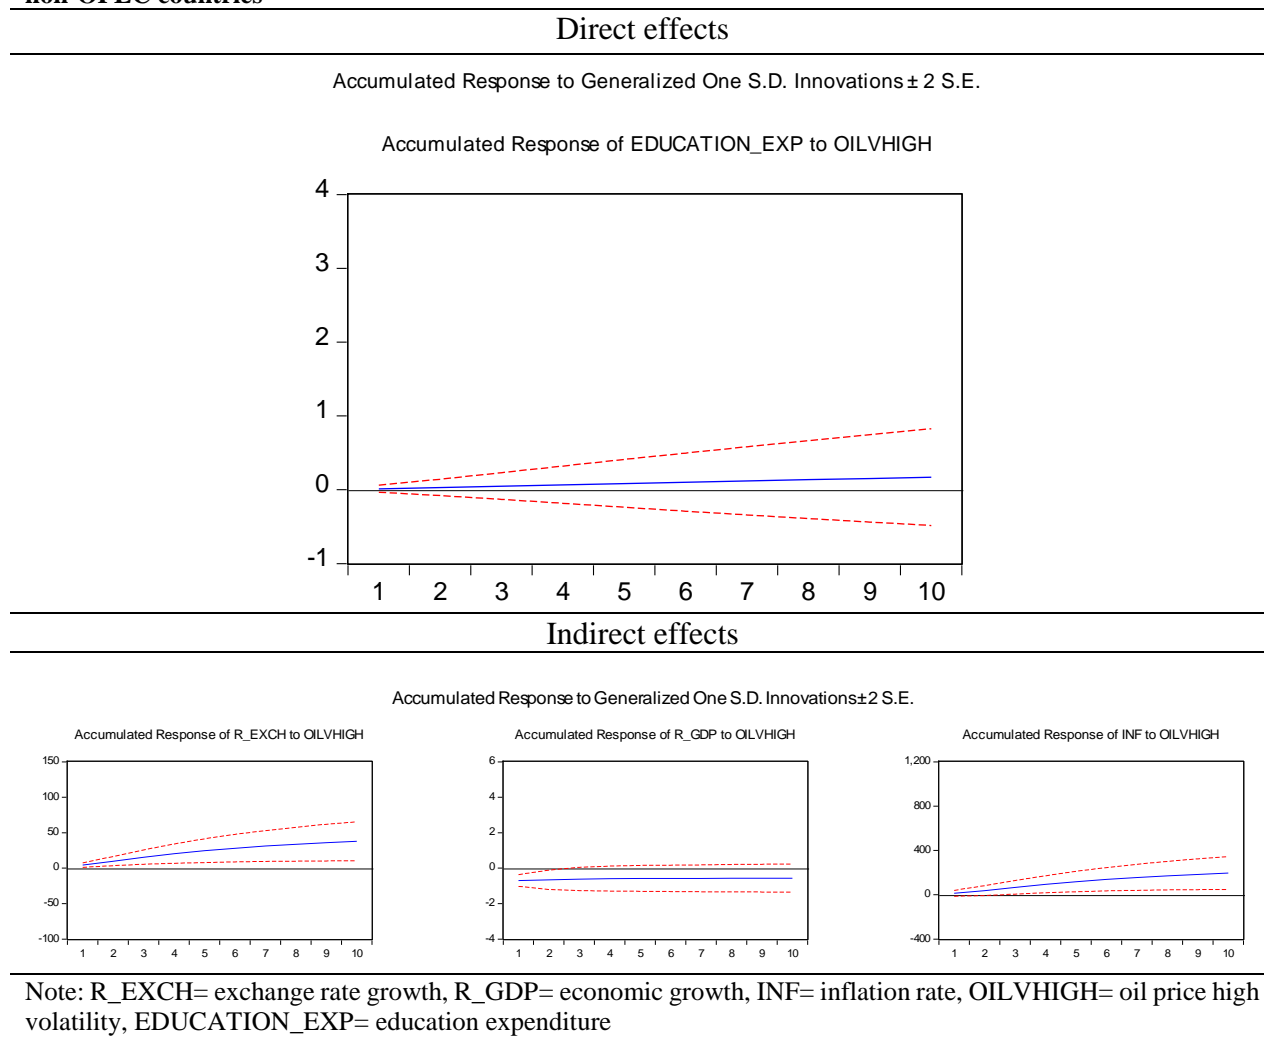 non-OPEC countries
Direct effects
Accumulated Response to Generalized One S.D. Innovations ± 2 S.E.
Accumulated Response of EDUCATION_EXP to OILVHIGH
4
3
2
1
0
-1
1 2 3 4 5 6 7 8 9 10
Indirect effects
Accumulated Response to Generalized One S.D. Innovations ± 2 S.E.
Accumulated Response of R_EXCH to OILVHIGH
150
100
50
0
-50
-100
1 2 3 4 5 6 7 8 9 10
Accumulated Response of R_GDP to OILVHIGH
6
4
2
0
-2
-4
1 2 3 4 5 6 7 8 9 10
Accumulated Response of INF to OILVHIGH
1,200
800
400
0
-400
1 2 3 4 5 6 7 8 9 10
Note: R_EXCH= exchange rate growth, R_GDP= economic growth, INF= inflation rate, OILVHIGH= oil price high
volatility, EDUCATION_EXP= education expenditure